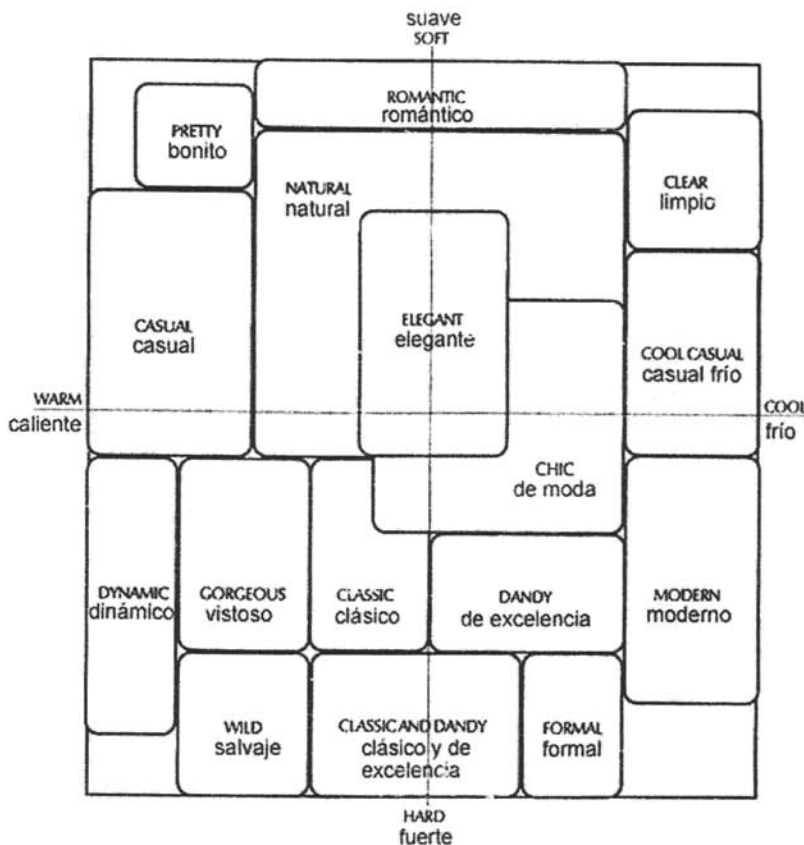 suave
SOFT
ROMANTIC
romántico
PRETTY
bonito
CLEAR
limpio
NATURAL
natural
CASUAL
casual
ELEGANT
elegante
COOL CASUAL
casual frío
WARM
caliente
COOL
frío
CHIC
de moda
DYNAMIC
dinámico
GORGEOUS
vistoso
CLASSIC
clásico
DANDY
de excelencia
MODERN
moderno
WILD
salvaje
CLASSIC AND DANDY
clásico y de
excelencia
FORMAL
formal
HARD
fuerte